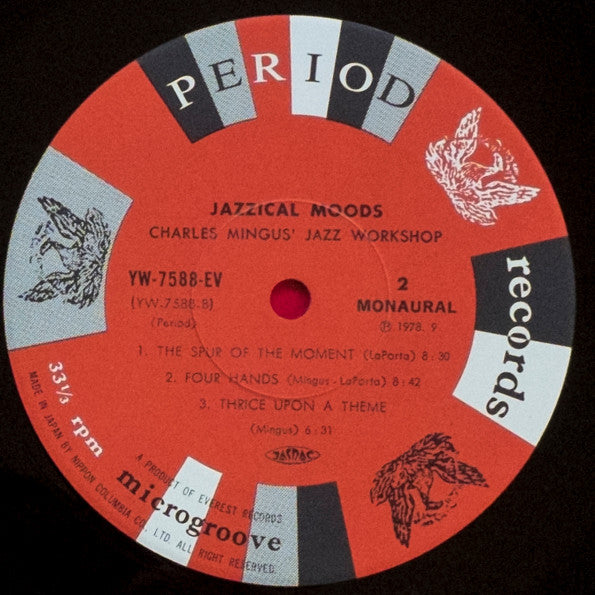 PERIOD
records
JAZZICAL MOODS
CHARLES MINGUS' JAZZ WORKSHOP
YW-7588-EV
(YW-7588-B)
(Period)
2
MONAURAL
Ⓟ 1978. 9
1. THE SPUR OF THE MOMENT (LaPorta) 8:30
2. FOUR HANDS (Mingus - LaPorta) 8:42
3. THRICE UPON A THEME
(Mingus) 6:31
JASRAC
33 1/3 rpm
microgroove
A PRODUCT OF EVEREST RECORDS
MADE IN JAPAN BY NIPPON COLUMBIA CO., LTD. ALL RIGHT RESERVED.